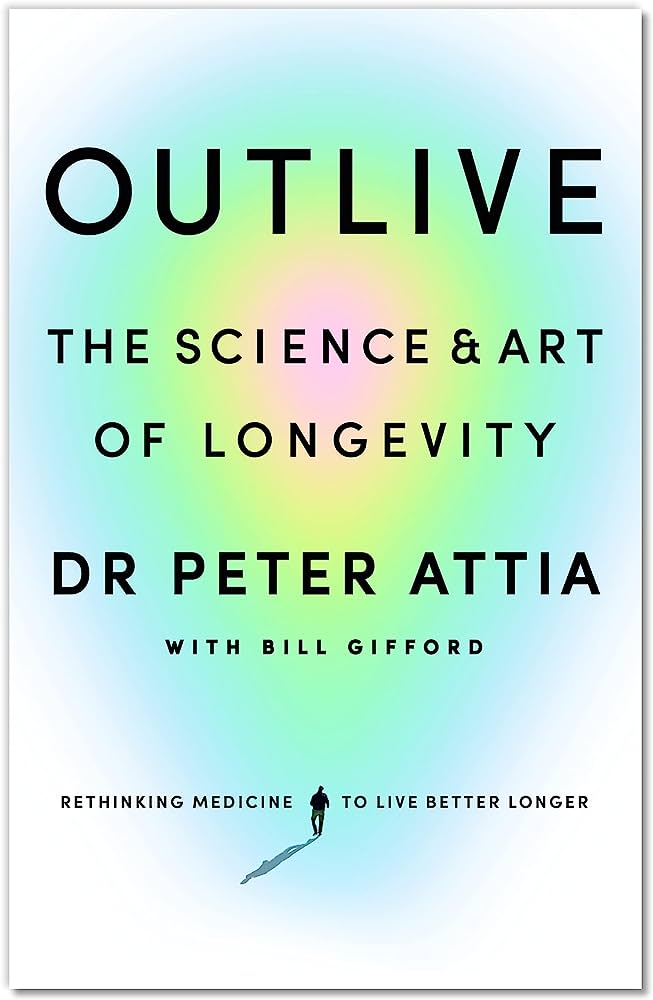 OUTLIVE
THE SCIENCE & ART
OF LONGEVITY
DR PETER ATTIA
WITH BILL GIFFORD
RETHINKING MEDICINE TO LIVE BETTER LONGER